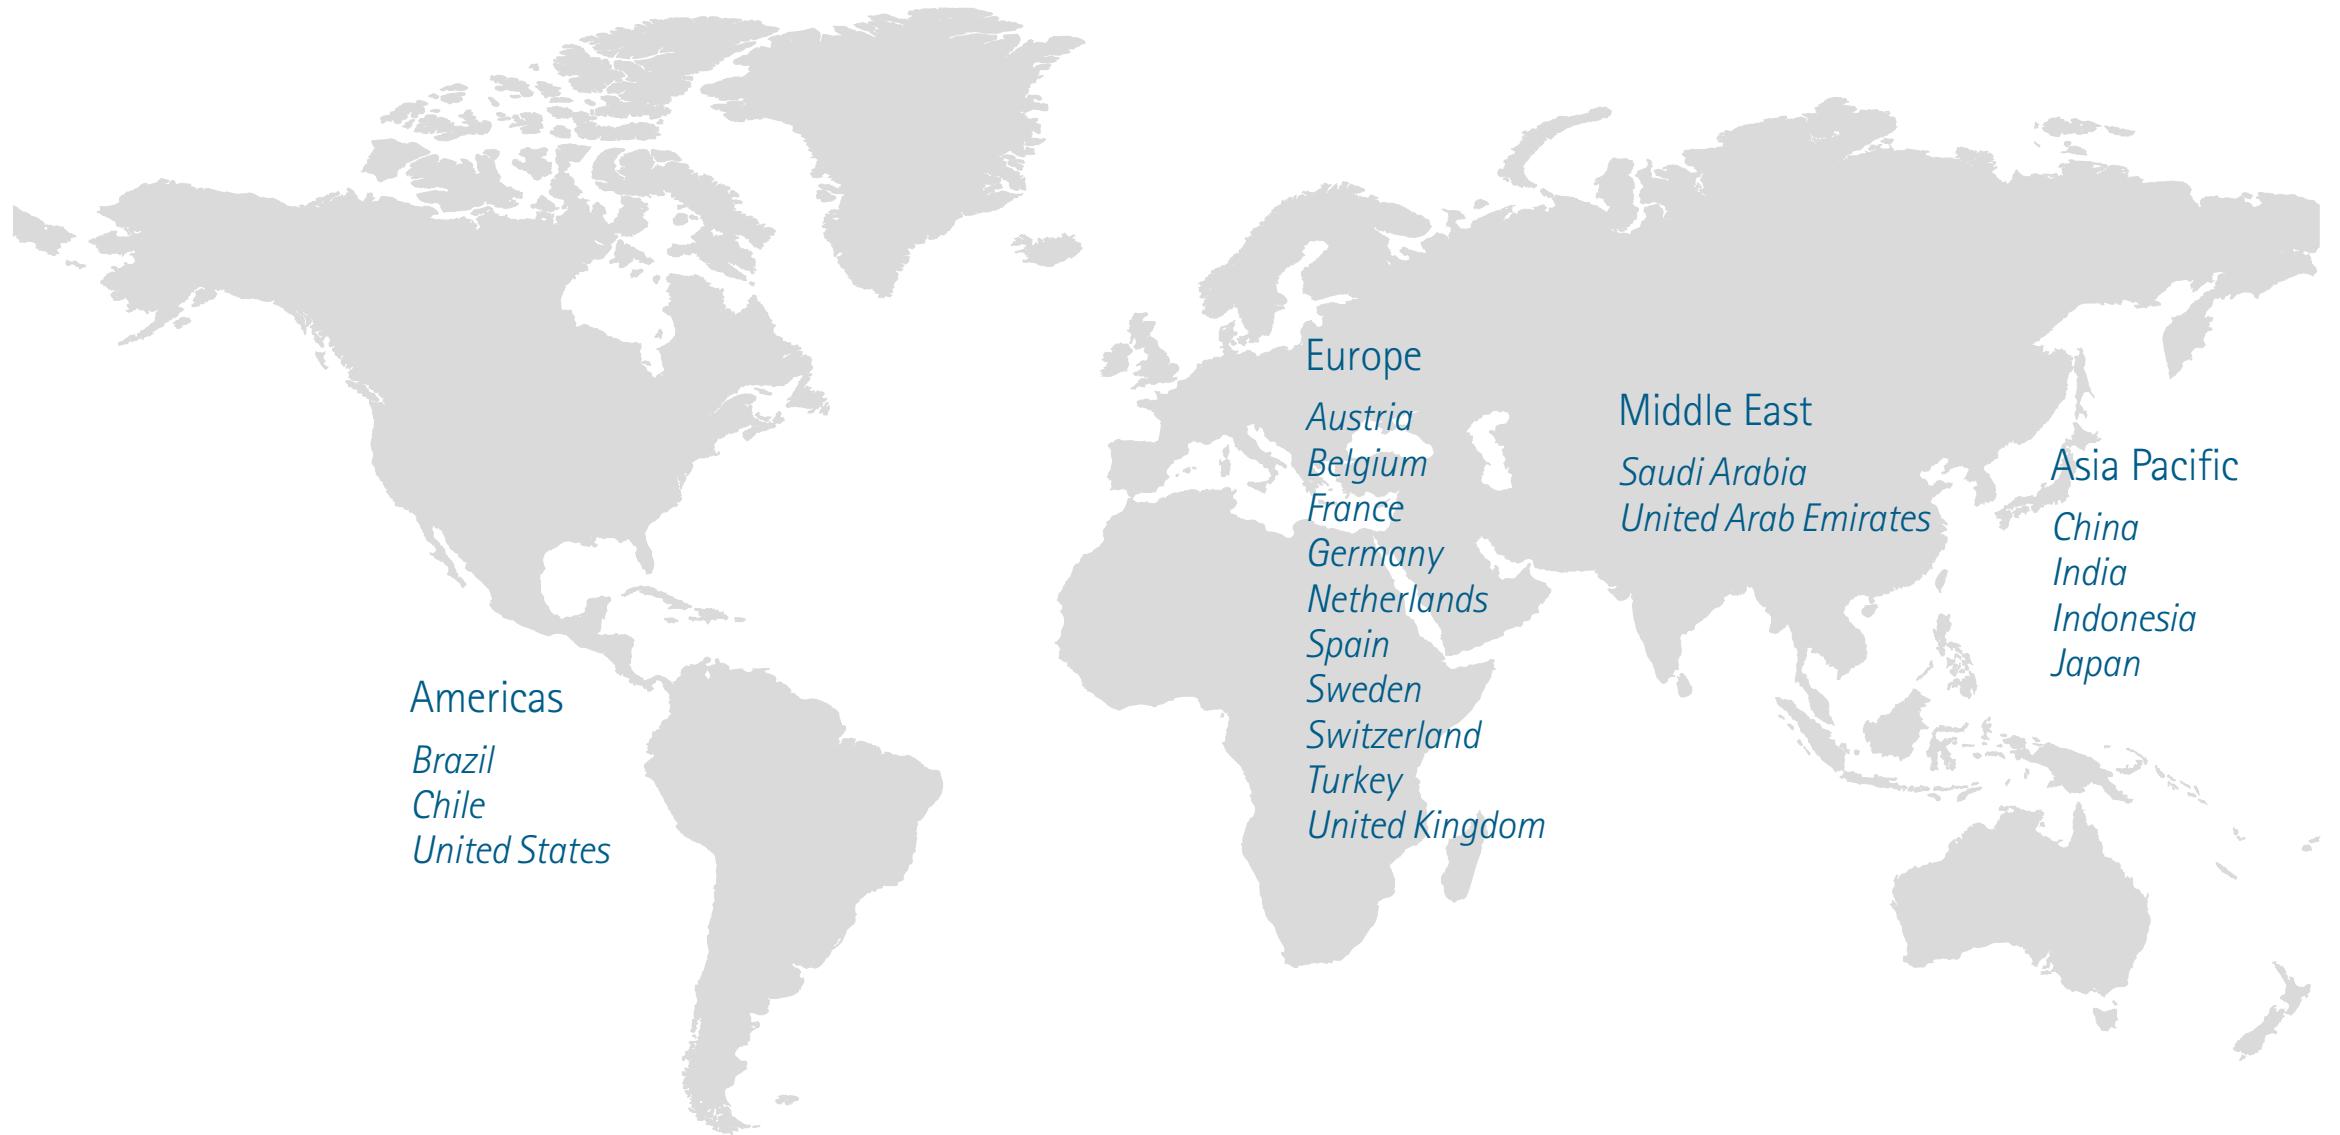 Europe
Austria
Belgium
France
Germany
Netherlands
Spain
Sweden
Switzerland
Turkey
United Kingdom
Middle East
Saudi Arabia
United Arab Emirates
Asia Pacific
China
India
Indonesia
Japan
Americas
Brazil
Chile
United States